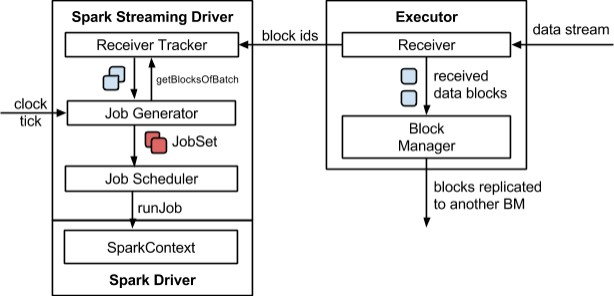 Spark Streaming Driver
Receiver Tracker
getBlocksOfBatch
clock
tick
Job Generator
JobSet
Job Scheduler
runJob
SparkContext
Spark Driver
block ids
Executor
Receiver
data stream
received
data blocks
Block
Manager
blocks replicated
to another BM